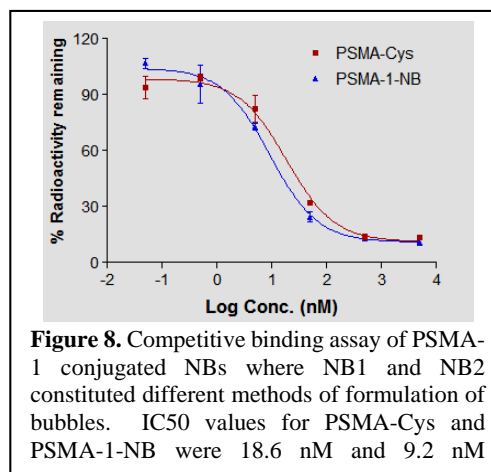 120
90
60
30
0
% Radioactivity remaining
PSMA-Cys
PSMA-1-NB
-2 -1 0 1 2 3 4
Log Conc. (nM)
Figure 8. Competitive binding assay of PSMA-
1 conjugated NBs where NB1 and NB2
constituted different methods of formulation of
bubbles. IC50 values for PSMA-Cys and
PSMA-1-NB were 18.6 nM and 9.2 nM